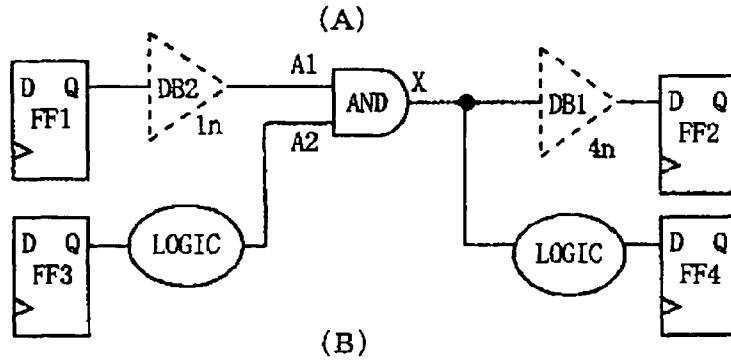 (A)
D Q
FF1
DB2
1n
A1
A2
AND
X
DB1
4n
D Q
FF2
D Q
FF3
LOGIC
LOGIC
D Q
FF4
(B)